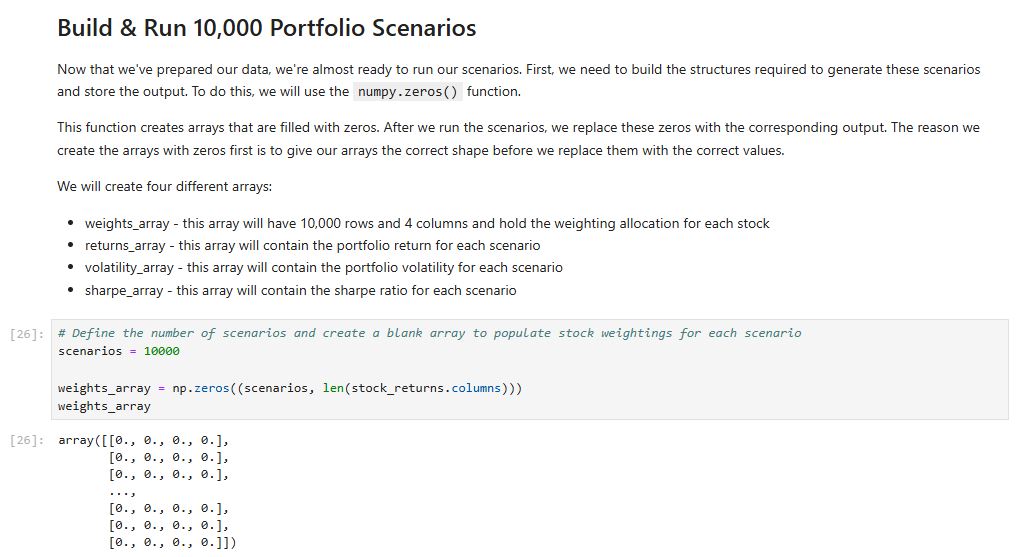 Build & Run 10,000 Portfolio Scenarios
Now that we've prepared our data, we're almost ready to run our scenarios. First, we need to build the structures required to generate these scenarios
and store the output. To do this, we will use the numpy.zeros() function.
This function creates arrays that are filled with zeros. After we run the scenarios, we replace these zeros with the corresponding output. The reason we
create the arrays with zeros first is to give our arrays the correct shape before we replace them with the correct values.
We will create four different arrays:
• weights_array - this array will have 10,000 rows and 4 columns and hold the weighting allocation for each stock
• returns_array - this array will contain the portfolio return for each scenario
• volatility_array - this array will contain the portfolio volatility for each scenario
• sharpe_array - this array will contain the sharpe ratio for each scenario
[26]: # Define the number of scenarios and create a blank array to populate stock weightings for each scenario
scenarios = 10000
weights_array = np.zeros((scenarios, len(stock_returns.columns)))
weights_array
[26]: array([[0., 0., 0., 0.],
[0., 0., 0., 0.],
[0., 0., 0., 0.],
...,
[0., 0., 0., 0.],
[0., 0., 0., 0.],
[0., 0., 0., 0.]])